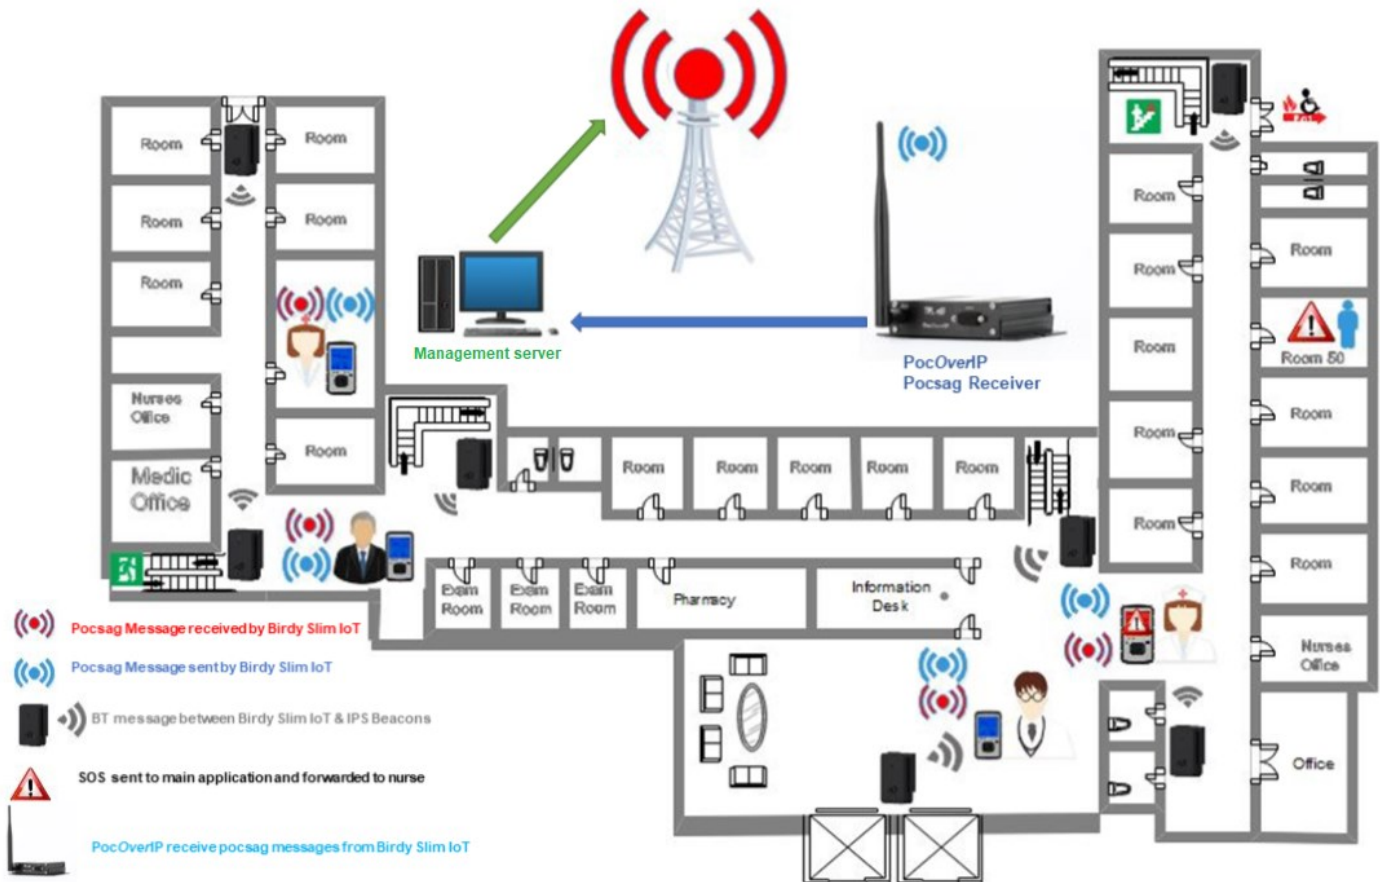 Room
Room
Room
Room
Room
Room
Nurses
Office
Medic
Office
Room
Management server
PocOverIP
Pocsag Receiver
Room
Room
Room
Room
Room
Room
Room 50
Room
Room
Room
Nurses
Office
Office
Room
Room
Room
Room
Room
Exam
Room
Exam
Room
Exam
Room
Pharmacy
Information
Desk
Pocsag Message received by Birdy Slim IoT
Pocsag Message sent by Birdy Slim IoT
BT message between Birdy Slim IoT & IPS Beacons
SOS sent to main application and forwarded to nurse
PocOverIP receive pocsag messages from Birdy Slim IoT